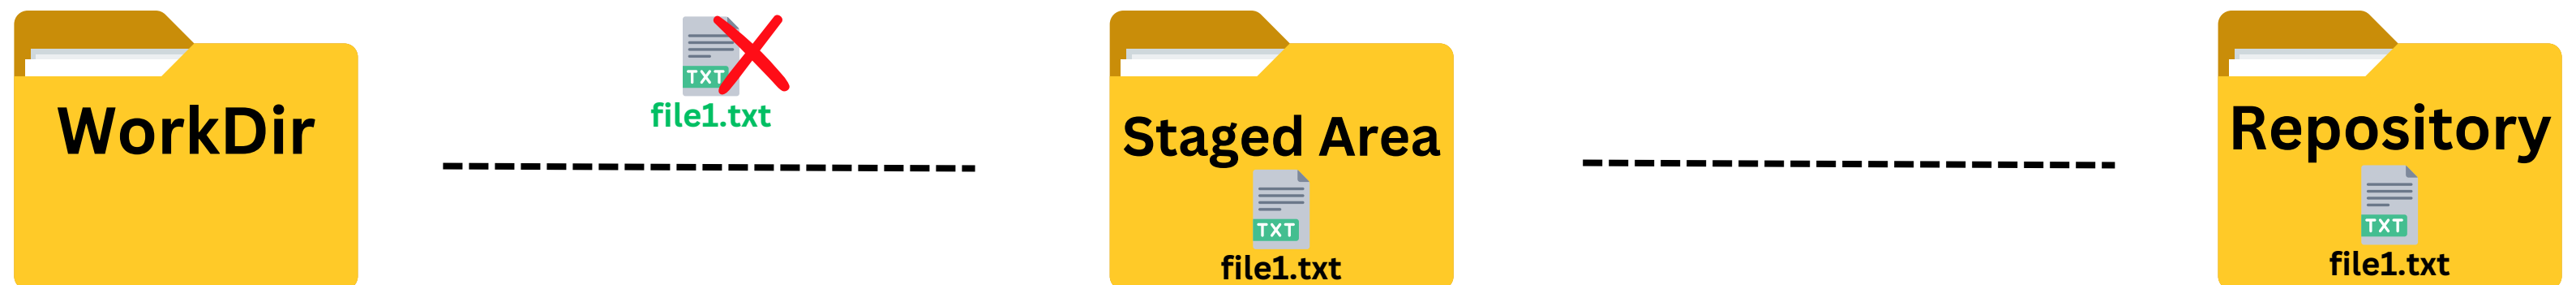 WorkDir
TXT
file1.txt
Staged Area
TXT
file1.txt
Repository
TXT
file1.txt